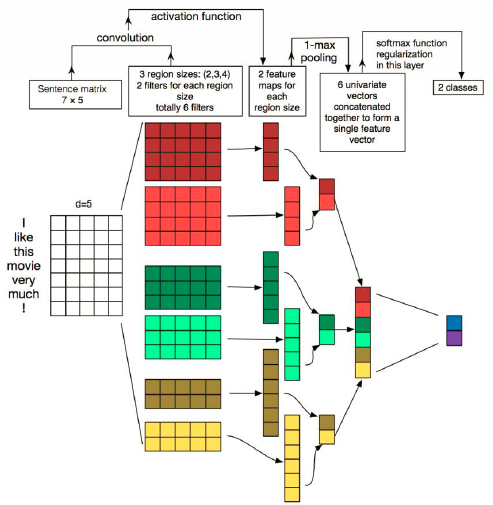 activation function
convolution
1-max
pooling
softmax function
regularization
in this layer
Sentence matrix
7 × 5
3 region sizes: (2,3,4)
2 filters for each region
size
totally 6 filters
2 feature
maps for
each
region size
6 univariate
vectors
concatenated
together to form a
single feature
vector
2 classes
d=5
I
like
this
movie
very
much
!